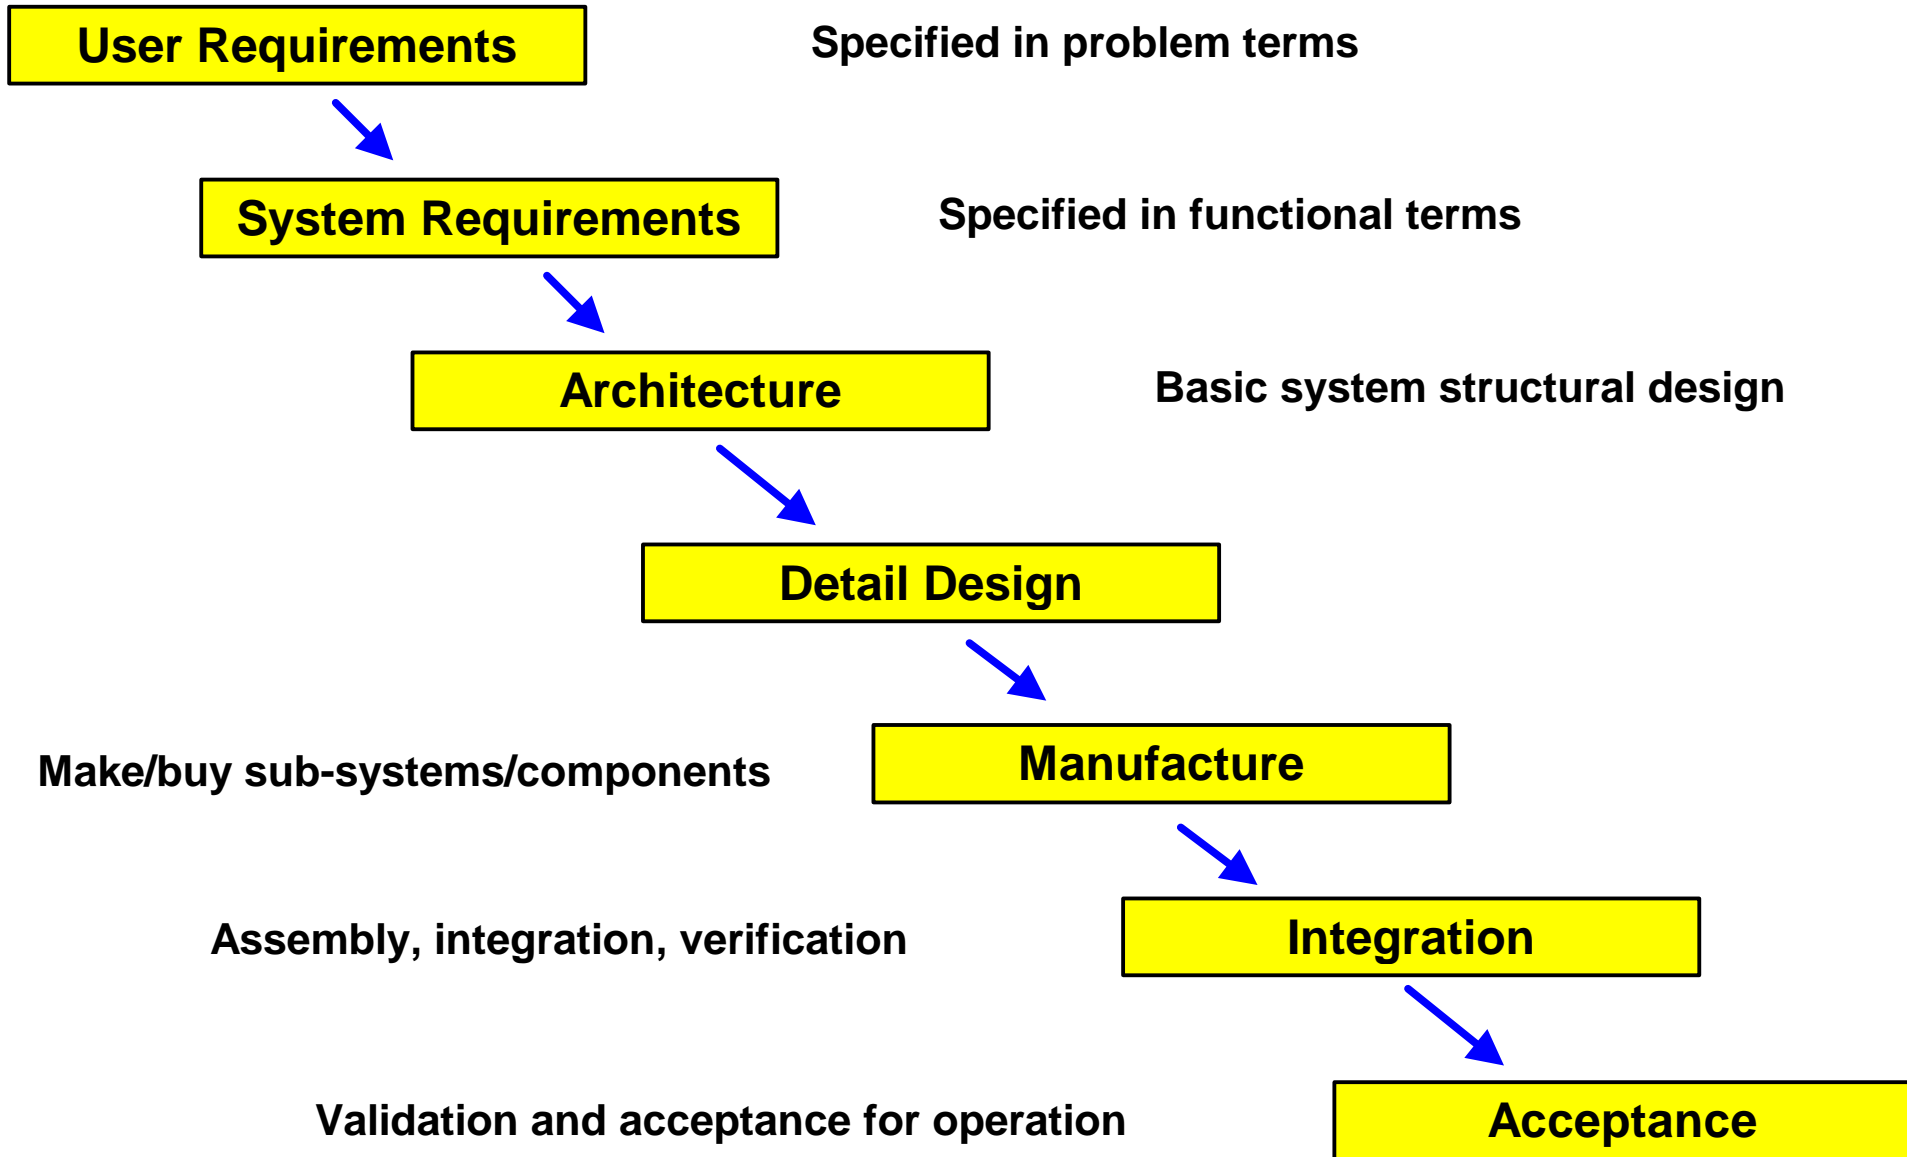 User Requirements
Specified in problem terms
System Requirements
Specified in functional terms
Architecture
Basic system structural design
Detail Design
Make/buy sub-systems/components
Manufacture
Assembly, integration, verification
Integration
Validation and acceptance for operation
Acceptance